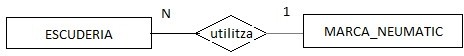 N
1
ESCUDERIA
utilitza
MARCA_NEUMATIC